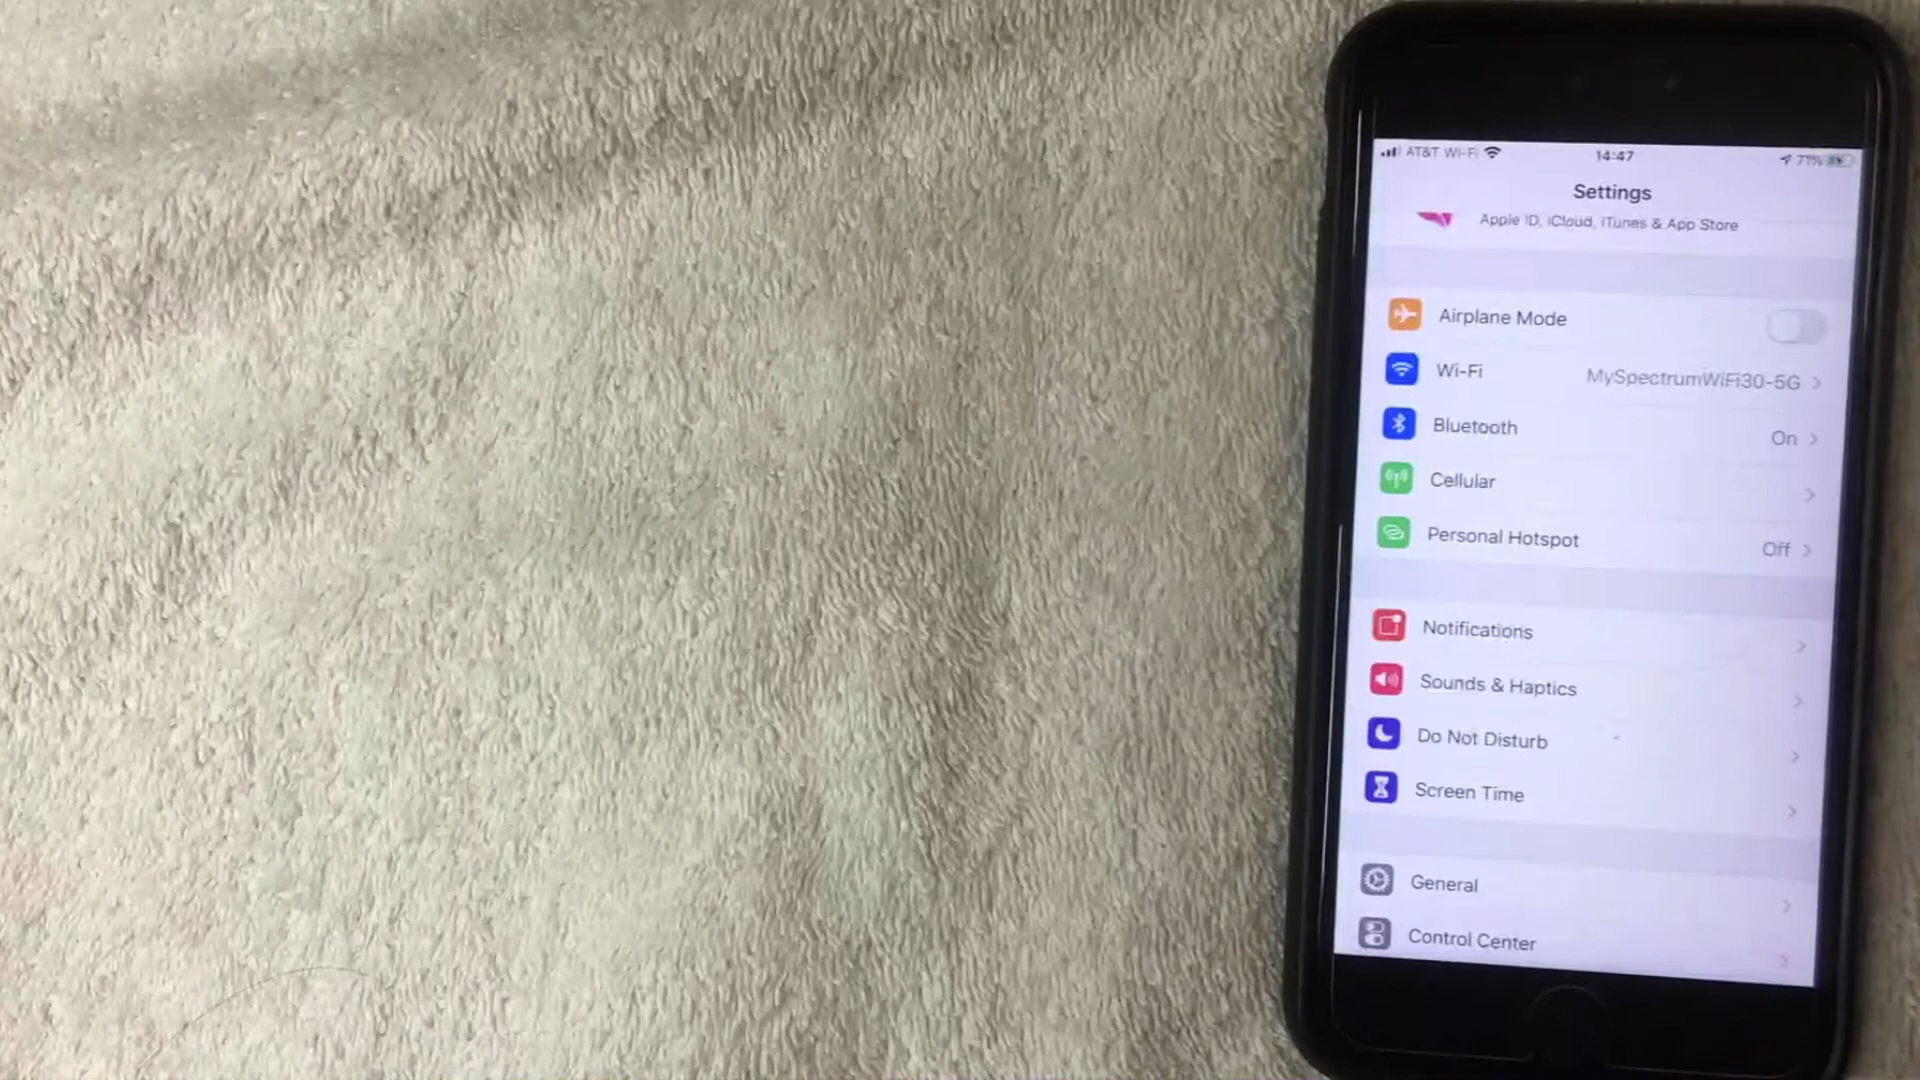 AT&T Wi-Fi 14:47 71%
Settings
Apple ID, iCloud, iTunes & App Store
Airplane Mode
Wi-Fi MySpectrumWiFi30-5G
Bluetooth On
Cellular
Personal Hotspot Off
Notifications
Sounds & Haptics
Do Not Disturb
Screen Time
General
Control Center